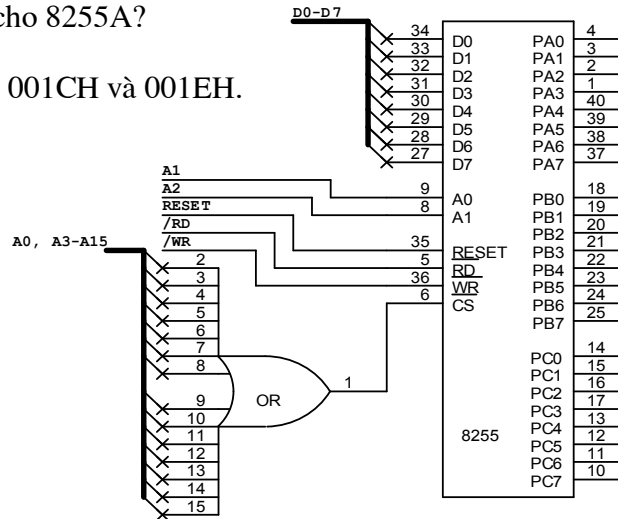 cho 8255A?
001CH và 001EH.
D0-D7
34 D0 PA0 4
33 D1 PA1 3
32 D2 PA2 2
31 D3 PA3 1
30 D4 PA4 40
29 D5 PA5 39
28 D6 PA6 38
27 D7 PA7 37
A1 9 A0 PB0 18
A2 8 A1 PB1 19
RESET PB2 20
/RD 35 RESET PB3 21
A0, A3-A15 /WR 5 RD PB4 22
2 36 WR PB5 23
3 6 CS PB6 24
4 PB7 25
5
6
7 PC0 14
8 1 PC1 15
OR PC2 16
9 PC3 17
10 PC4 13
11 8255 PC5 12
12 PC6 11
13 PC7 10
14
15